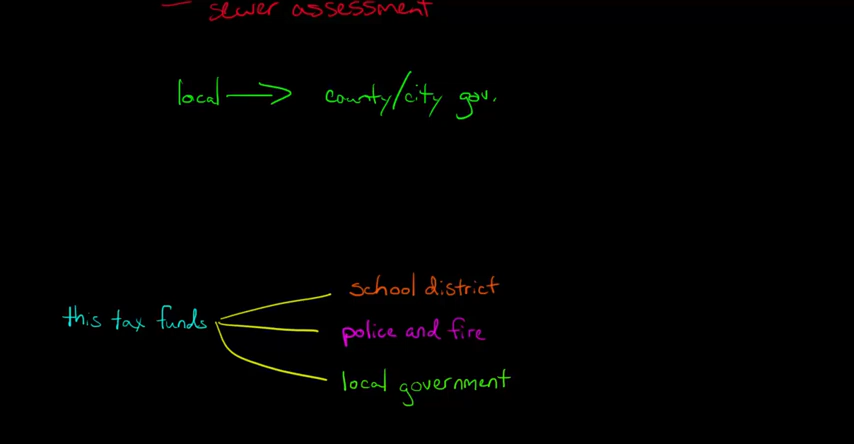 — sewer assessment
local → county/city gov.
school district
this tax funds
police and fire
local government